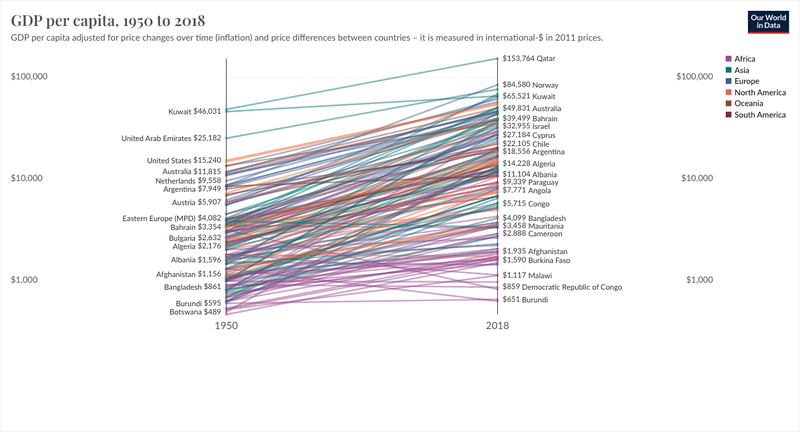 GDP per capita, 1950 to 2018
GDP per capita adjusted for price changes over time (inflation) and price differences between countries – it is measured in international-$ in 2011 prices.
Our World
in Data
$100,000
$10,000
$1,000
Kuwait $46,031
United Arab Emirates $25,182
United States $15,240
Australia $11,815
Netherlands $9,558
Argentina $7,949
Austria $5,907
Eastern Europe (MPD) $4,082
Bahrain $3,354
Bulgaria $2,632
Algeria $2,176
Albania $1,596
Afghanistan $1,156
Bangladesh $861
Burundi $595
Botswana $489
1950
$153,764 Qatar
$84,580 Norway
$65,521 Kuwait
$49,831 Australia
$39,499 Bahrain
$32,955 Israel
$27,184 Cyprus
$22,105 Chile
$18,556 Argentina
$14,228 Algeria
$11,104 Albania
$9,339 Paraguay
$7,771 Angola
$5,715 Congo
$4,099 Bangladesh
$3,458 Mauritania
$2,888 Cameroon
$1,935 Afghanistan
$1,590 Burkina Faso
$1,117 Malawi
$859 Democratic Republic of Congo
$651 Burundi
2018
$100,000
$10,000
$1,000
Africa
Asia
Europe
North America
Oceania
South America